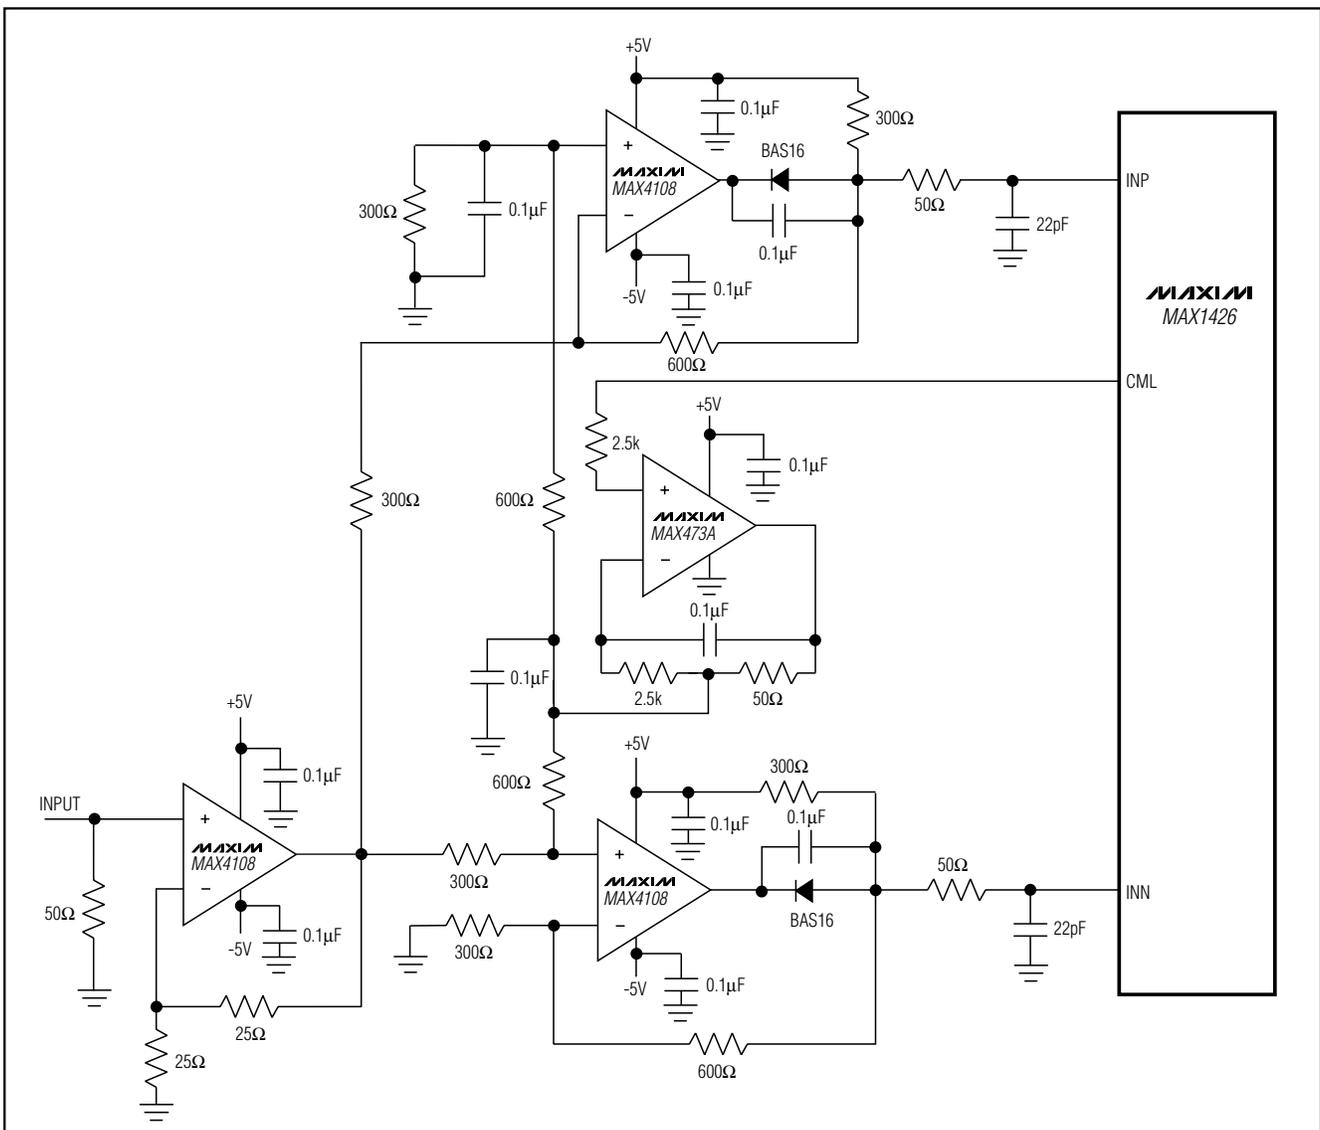 +5V
0.1µF
300Ω
BAS16
+
MAXIM
MAX4108
INP
300Ω
0.1µF
50Ω
−
22pF
0.1µF
0.1µF
-5V
MAXIM
MAX1426
600Ω
CML
+5V
2.5k
0.1µF
300Ω
600Ω
+
MAXIM
MAX473A
−
0.1µF
0.1µF
2.5k
50Ω
+5V
+5V
0.1µF
600Ω
300Ω
INPUT
0.1µF
0.1µF
+
MAXIM
MAX4108
+
50Ω
300Ω
MAXIM
MAX4108
INN
−
BAS16
50Ω
−
22pF
0.1µF
300Ω
-5V
-5V
0.1µF
25Ω
25Ω
600Ω